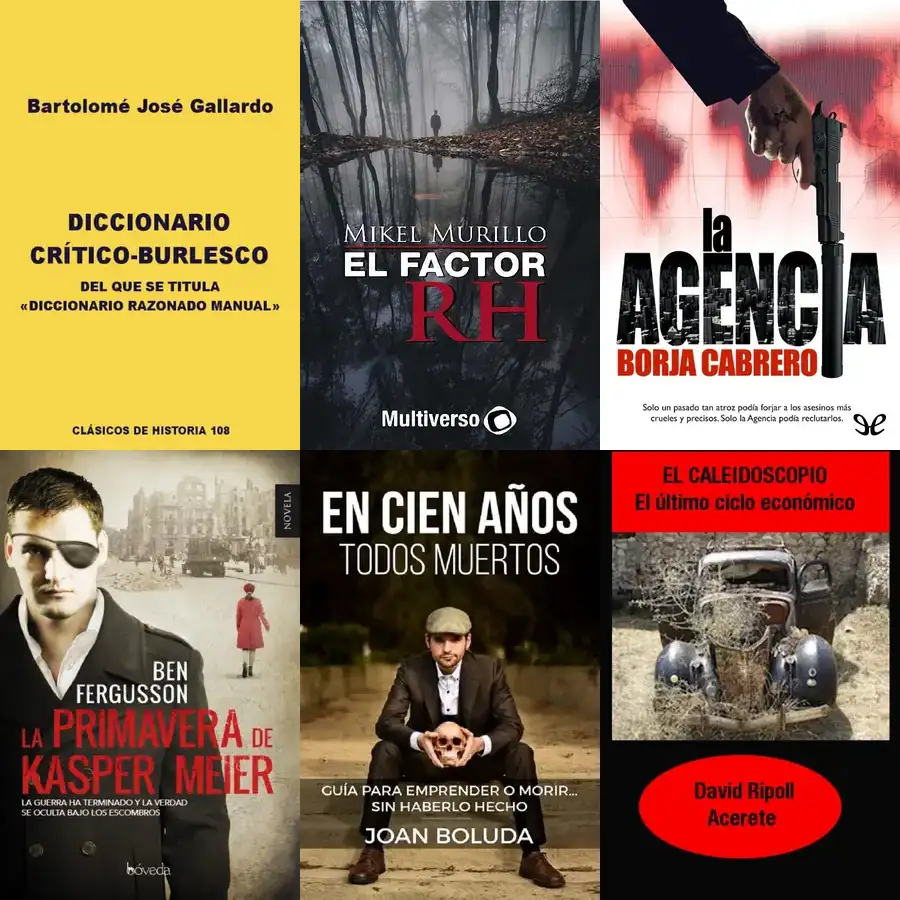 Bartolomé José Gallardo
DICCIONARIO
CRÍTICO-BURLESCO
DEL QUE SE TITULA
«DICCIONARIO RAZONADO MANUAL»
CLÁSICOS DE HISTORIA 108
MIKEL MURILLO
EL FACTOR
RH
Multiverso
la
AGENCIA
BORJA CABRERO
Solo un pasado tan atroz podía forjar a los asesinos más
crueles y precisos. Solo la Agencia podía reclutarlos.
NOVELA
BEN
FERGUSSON
LA PRIMAVERA DE
KASPER MEIER
LA GUERRA HA TERMINADO Y LA VERDAD
SE OCULTA BAJO LOS ESCOMBROS
bóveda
EN CIEN AÑOS
TODOS MUERTOS
GUÍA PARA EMPRENDER O MORIR...
SIN HABERLO HECHO
JOAN BOLUDA
EL CALEIDOSCOPIO
El último ciclo económico
David Ripoll
Acerete